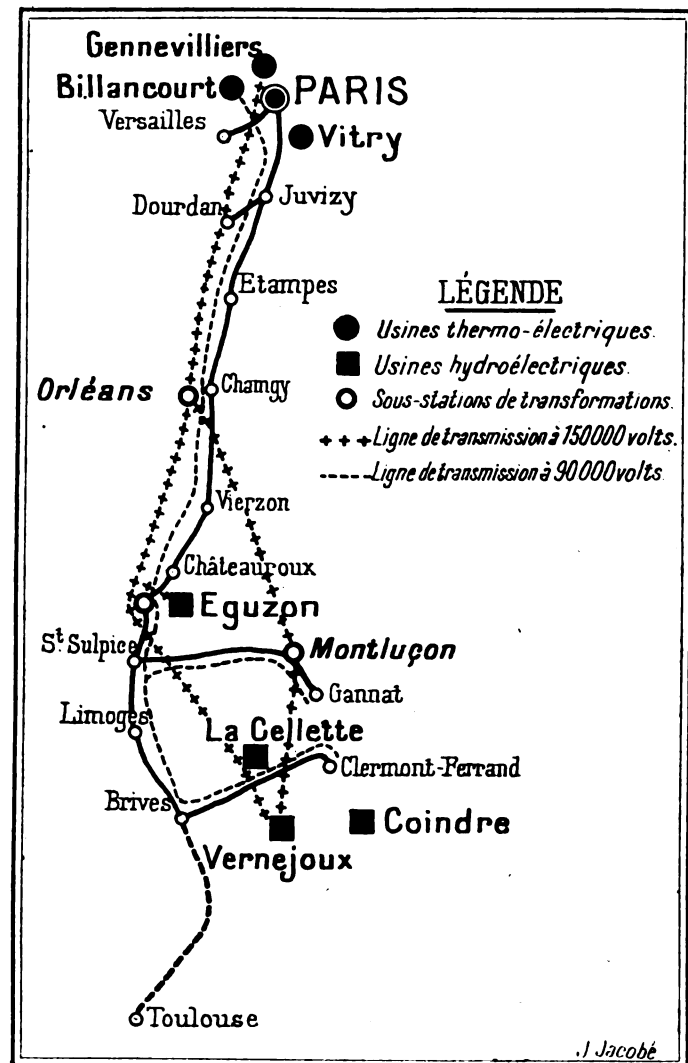 Gennevilliers
Billancourt
PARIS
Versailles
Vitry
Dourdan
Juvizy
Etampes
LÉGENDE
Usines thermo-électriques.
Usines hydroélectriques.
Orléans
Chamgy
Sous-stations de transformations.
Ligne de transmission à 150000 volts.
Ligne de transmission à 90000 volts.
Vierzon
Châteauroux
Eguzon
St. Sulpice
Montluçon
Gannat
Limoges
La Cellette
Clermont-Ferrand
Brives
Coindre
Vernejoux
Toulouse
J Jacobé